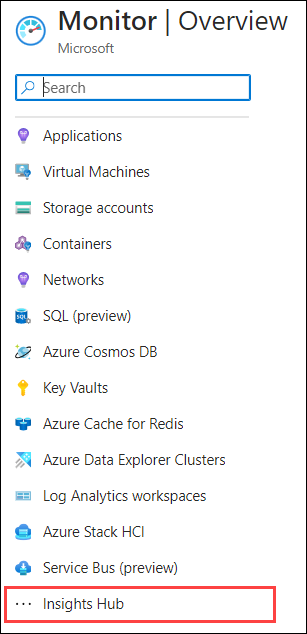 Monitor | Overview
Microsoft
Search
Applications
Virtual Machines
Storage accounts
Containers
Networks
SQL (preview)
Azure Cosmos DB
Key Vaults
Azure Cache for Redis
Azure Data Explorer Clusters
Log Analytics workspaces
Azure Stack HCI
Service Bus (preview)
··· Insights Hub